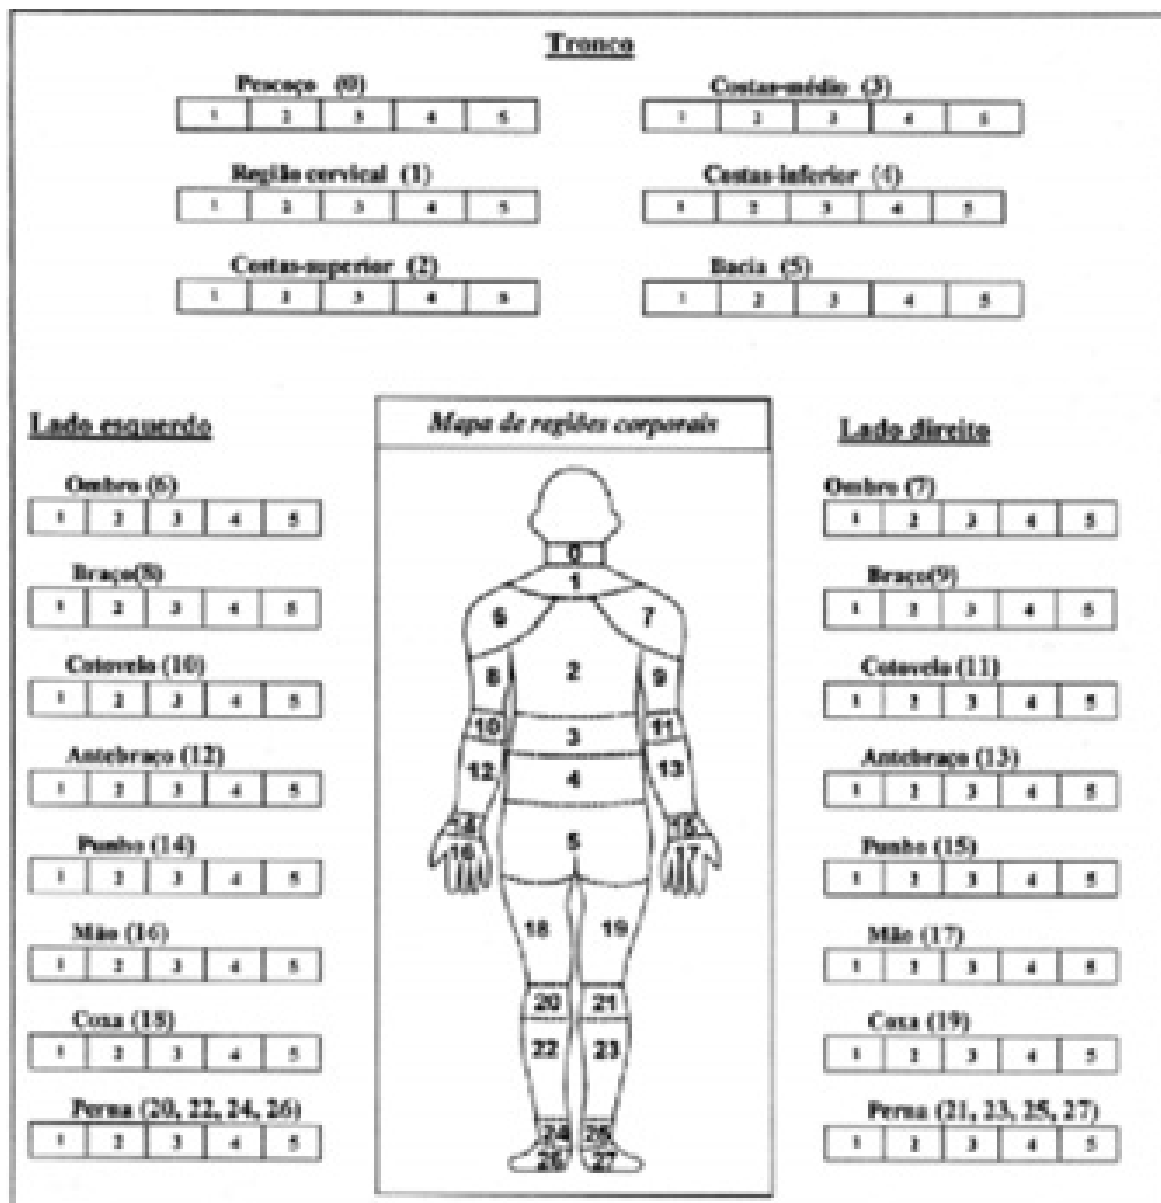 Tronco
Pescoço (0)
1 2 3 4 5
Costas-médio (3)
1 2 3 4 5
Região cervical (1)
1 2 3 4 5
Costas-inferior (4)
1 2 3 4 5
Costas-superior (2)
1 2 3 4 5
Bacia (5)
1 2 3 4 5
Lado esquerdo
Ombro (6)
1 2 3 4 5
Braço(8)
1 2 3 4 5
Cotovelo (10)
1 2 3 4 5
Antebraço (12)
1 2 3 4 5
Punho (14)
1 2 3 4 5
Mão (16)
1 2 3 4 5
Coxa (18)
1 2 3 4 5
Perna (20, 22, 24, 26)
1 2 3 4 5
Mapa de regiões corporais
0
1
6 7
2
8 9
10 11
3
12 13
4
14 15
5
16 17
18 19
20 21
22 23
24 25
26 27
Lado direito
Ombro (7)
1 2 3 4 5
Braço(9)
1 2 3 4 5
Cotovelo (11)
1 2 3 4 5
Antebraço (13)
1 2 3 4 5
Punho (15)
1 2 3 4 5
Mão (17)
1 2 3 4 5
Coxa (19)
1 2 3 4 5
Perna (21, 23, 25, 27)
1 2 3 4 5